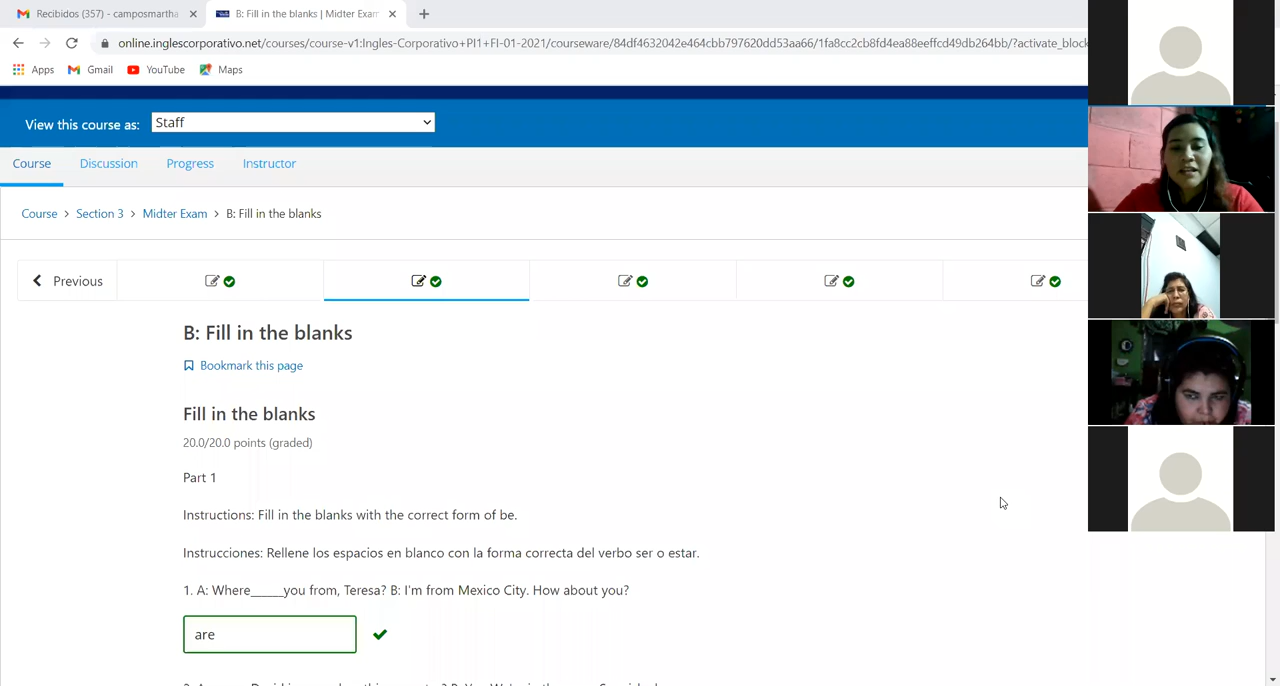 Recibidos (357) - camposmartha
B: Fill in the blanks | Midter Exam
online.inglescorporativo.net/courses/course-v1:Ingles-Corporativo+PI1+FI-01-2021/courseware/84df4632042e464cbb797620dd53aa66/1fa8cc2cb8fd4ea88eeffcd49db264bb/?activate_block
Apps Gmail YouTube Maps
View this course as: Staff
Course Discussion Progress Instructor
Course > Section 3 > Midter Exam > B: Fill in the blanks
Previous
B: Fill in the blanks
Bookmark this page
Fill in the blanks
20.0/20.0 points (graded)
Part 1
Instructions: Fill in the blanks with the correct form of be.
Instrucciones: Rellene los espacios en blanco con la forma correcta del verbo ser o estar.
1. A: Where_____you from, Teresa? B: I'm from Mexico City. How about you?
are